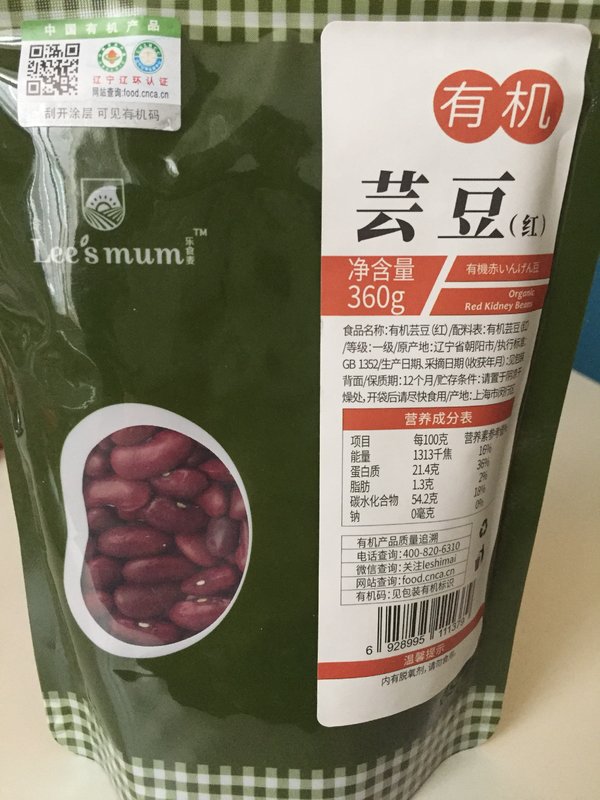 中国有机产品
辽宁辽环认证
网站查询:food.cnca.cn
刮开涂层 可见有机码
Lee's mum™
乐食麦
有机
芸豆(红)
净含量
360g
有機赤いんげん豆
Organic
Red Kidney Beans
食品名称:有机芸豆(红)/配料表:有机芸豆(红)
/等级:一级/原产地:辽宁省朝阳市/执行标准:
GB 1352/生产日期、采摘日期(收获年月):见包装
背面/保质期:12个月/贮存条件:请置于阴凉干
燥处,开袋后请尽快食用/产地:上海市闵行区
营养成分表
项目 每100克 营养素参考值%
能量 1313千焦 16%
蛋白质 21.4克 36%
脂肪 1.3克 2%
碳水化合物 54.2克 18%
钠 0毫克 0%
有机产品质量追溯
电话查询:400-820-6310
微信查询:关注leshimai
网站查询:food.cnca.cn
有机码:见包装有机标识
6 928995 111379
温馨提示
内有脱氧剂,请勿食用。